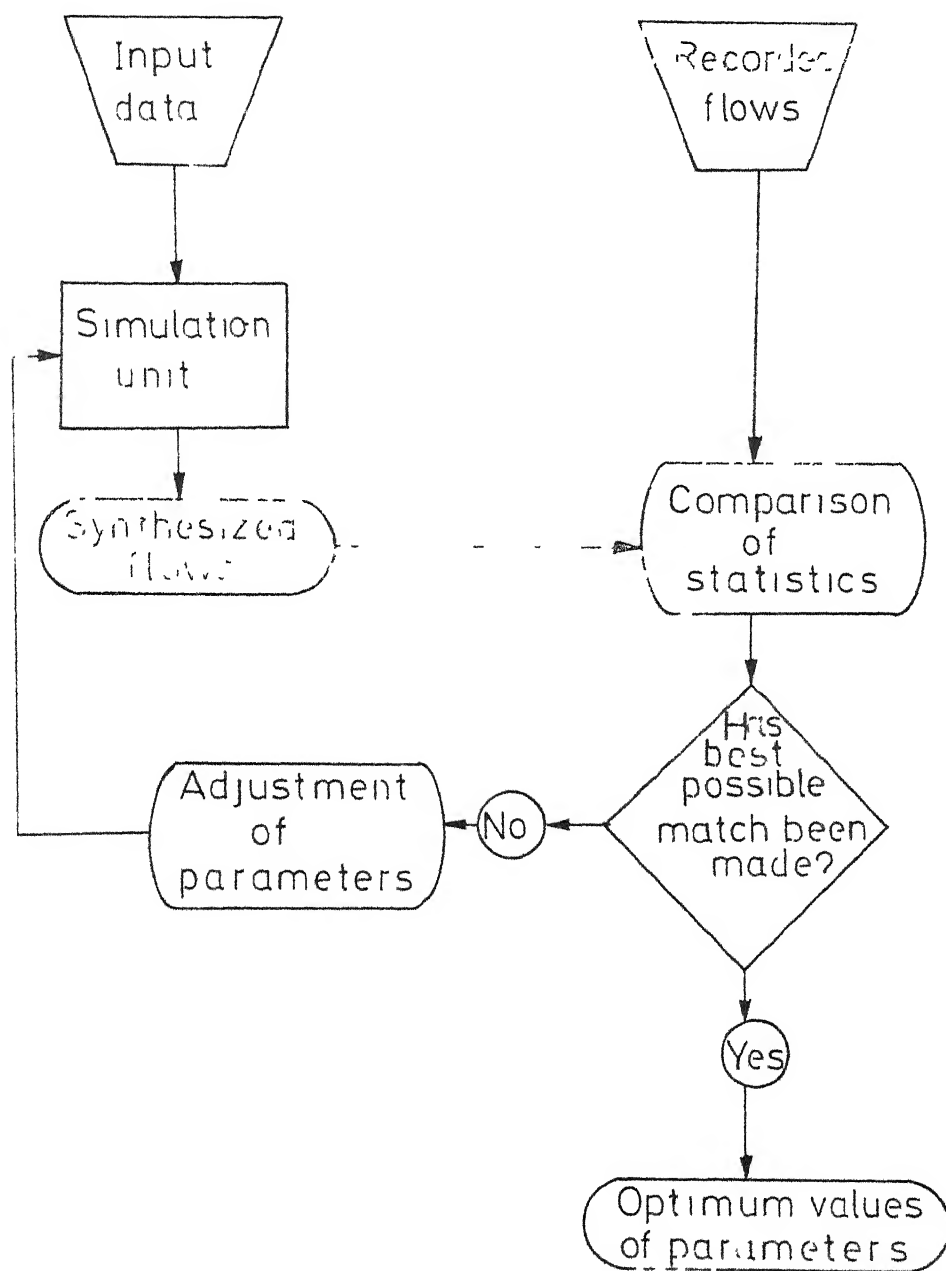 Input
data
Recorded
flows
Simulation
unit
Synthesized
flows
Comparison
of
statistics
Has
best
possible
match been
made?
No
Adjustment
of
parameters
Yes
Optimum values
of parameters